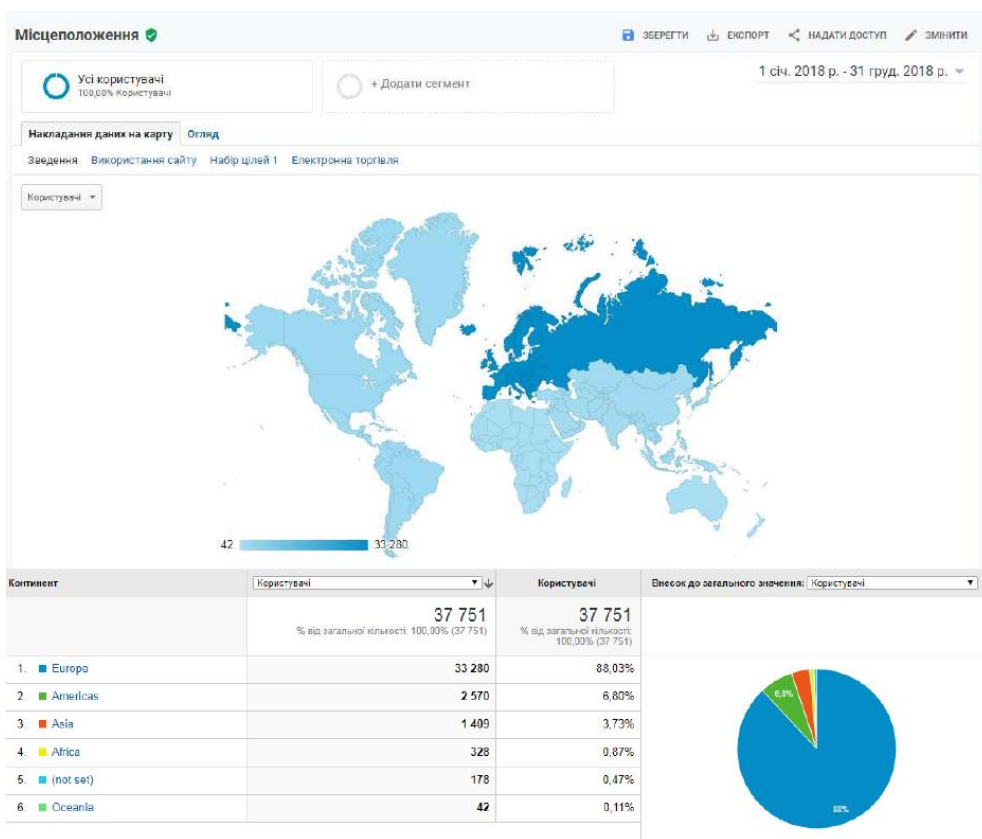 Місцеположення
ЗБЕРЕГТИ ЕКСПОРТ НАДАТИ ДОСТУП ЗМІНИТИ
Усі користувачі
100,00% Користувачі
+ Додати сегмент
1 січ. 2018 р. - 31 груд. 2018 р.
Накладання даних на карту Огляд
Зведення Використання сайту Набір цілей 1 Електронна торгівля
Користувачі
42 33 280
Континент Користувачі Користувачі Внесок до загального значення: Користувачі
37 751 37 751
% від загальної кількості: 100,00% (37 751) % від загальної кількості:
100,00% (37 751)
1. Europe 33 280 88,03%
2. Americas 2 570 6,80%
3. Asia 1 409 3,73%
4. Africa 328 0,87%
5. (not set) 178 0,47%
6. Oceania 42 0,11%
6,8%
88%